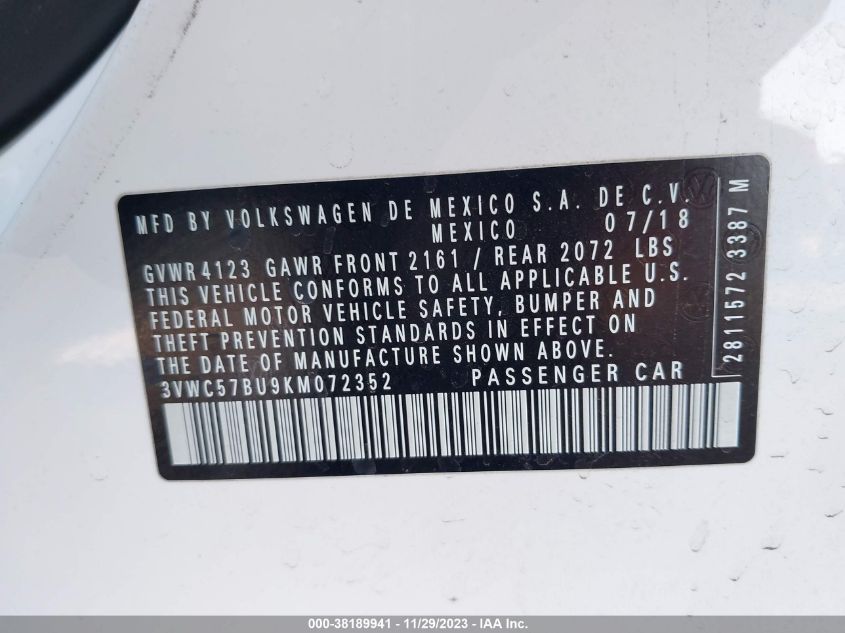 MFD BY VOLKSWAGEN DE MEXICO S.A. DE C.V.
MEXICO 07/18
GVWR 4123 GAWR FRONT 2161 / REAR 2072 LBS
THIS VEHICLE CONFORMS TO ALL APPLICABLE U.S.
FEDERAL MOTOR VEHICLE SAFETY, BUMPER AND
THEFT PREVENTION STANDARDS IN EFFECT ON
THE DATE OF MANUFACTURE SHOWN ABOVE.
3VWC57BU9KM072352 PASSENGER CAR
2811572 3387 M
000-38189941 - 11/29/2023 - IAA Inc.